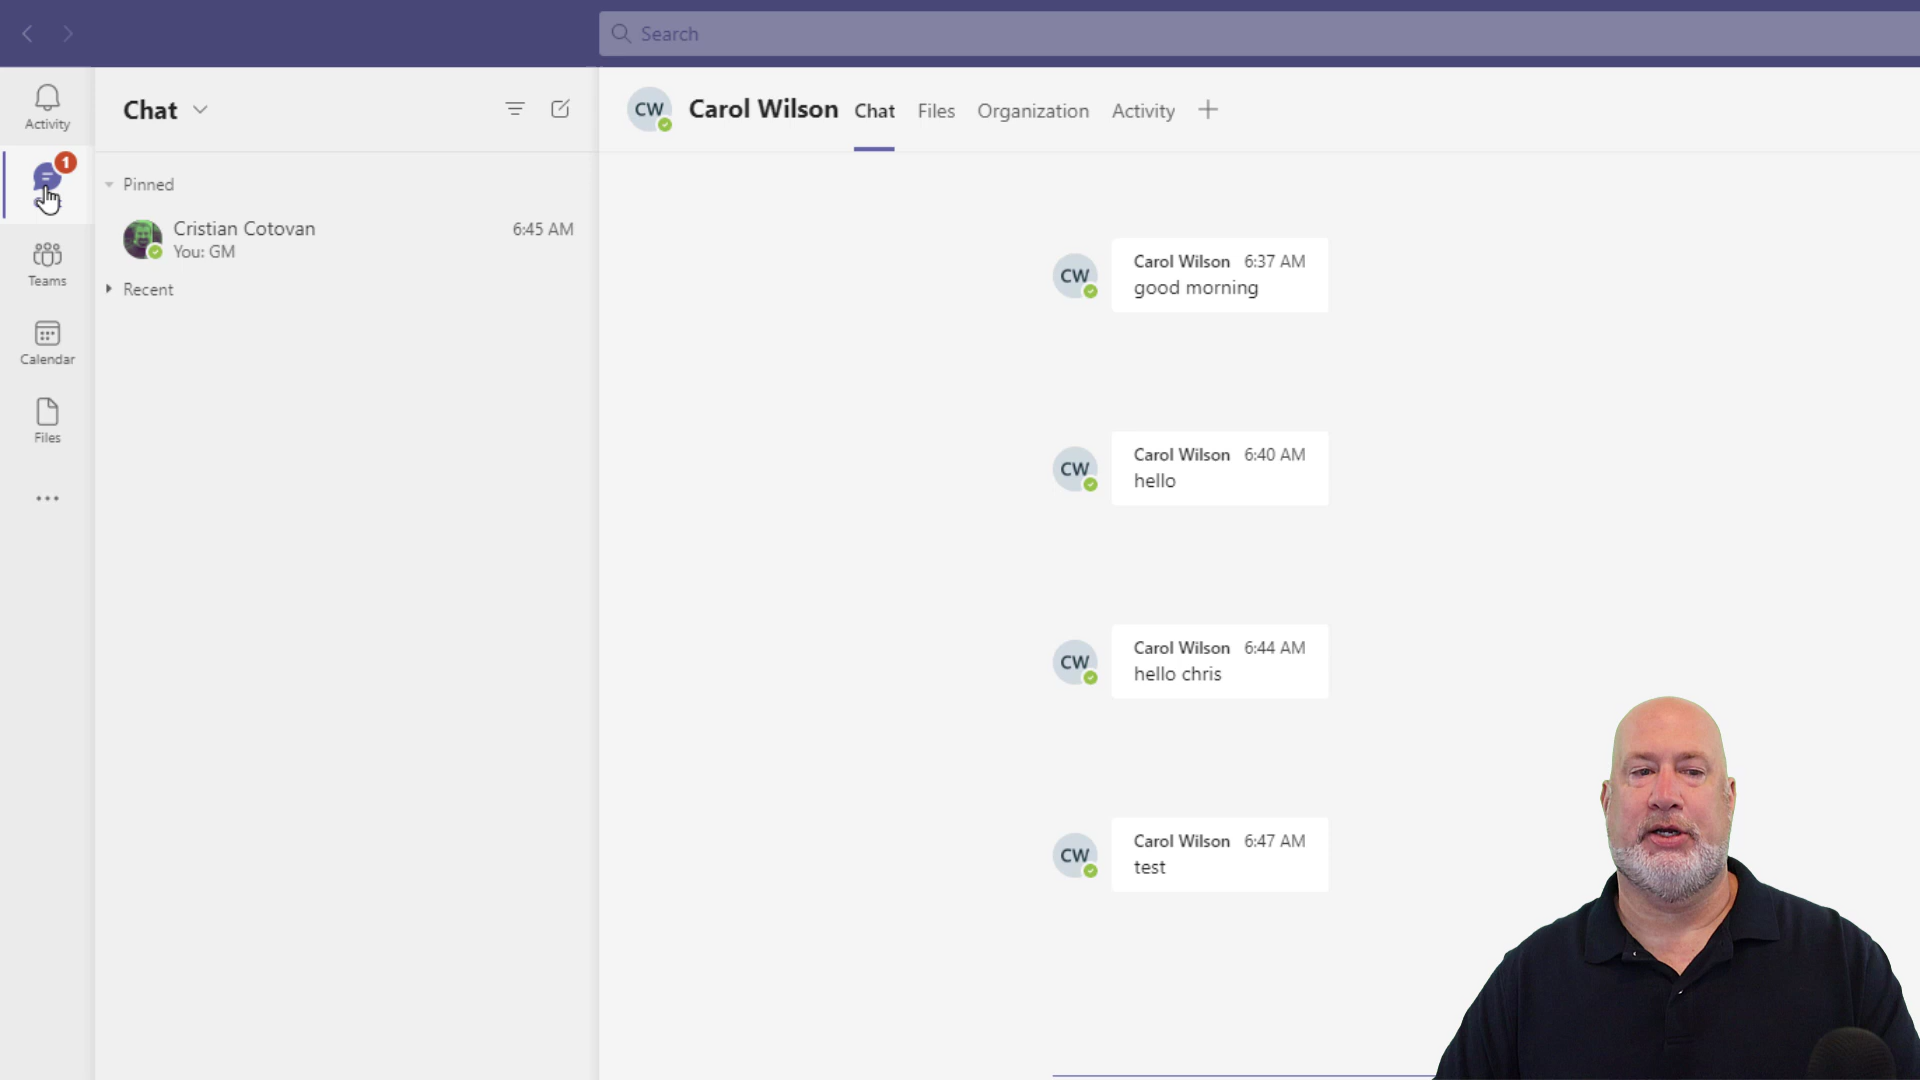 Search
Activity
1
Teams
Calendar
Files
Chat
Pinned
Cristian Cotovan 6:45 AM
You: GM
Recent
CW Carol Wilson Chat Files Organization Activity
CW Carol Wilson 6:37 AM
good morning
CW Carol Wilson 6:40 AM
hello
CW Carol Wilson 6:44 AM
hello chris
CW Carol Wilson 6:47 AM
test